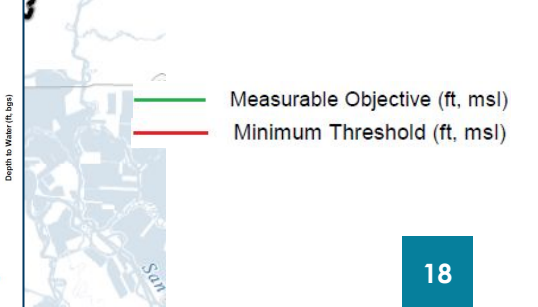 Depth to Water (ft, bgs)
Measurable Objective (ft, msl)
Minimum Threshold (ft, msl)
San
18